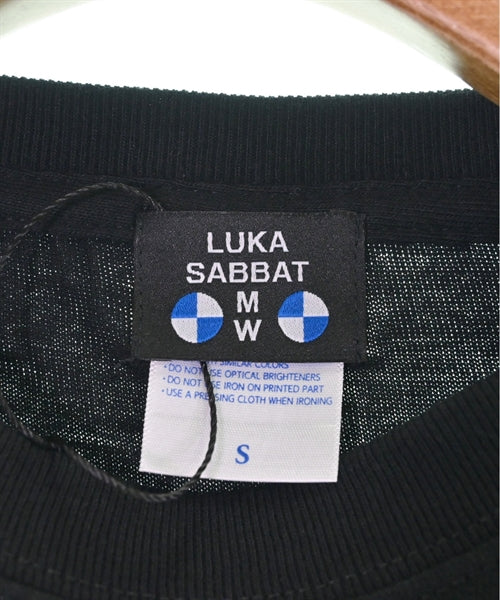 LUKA
SABBAT
M
W
SIMILAR COLORS
• DO NOT USE OPTICAL BRIGHTENERS
• DO NOT USE IRON ON PRINTED PART
• USE A PRESSING CLOTH WHEN IRONING
S